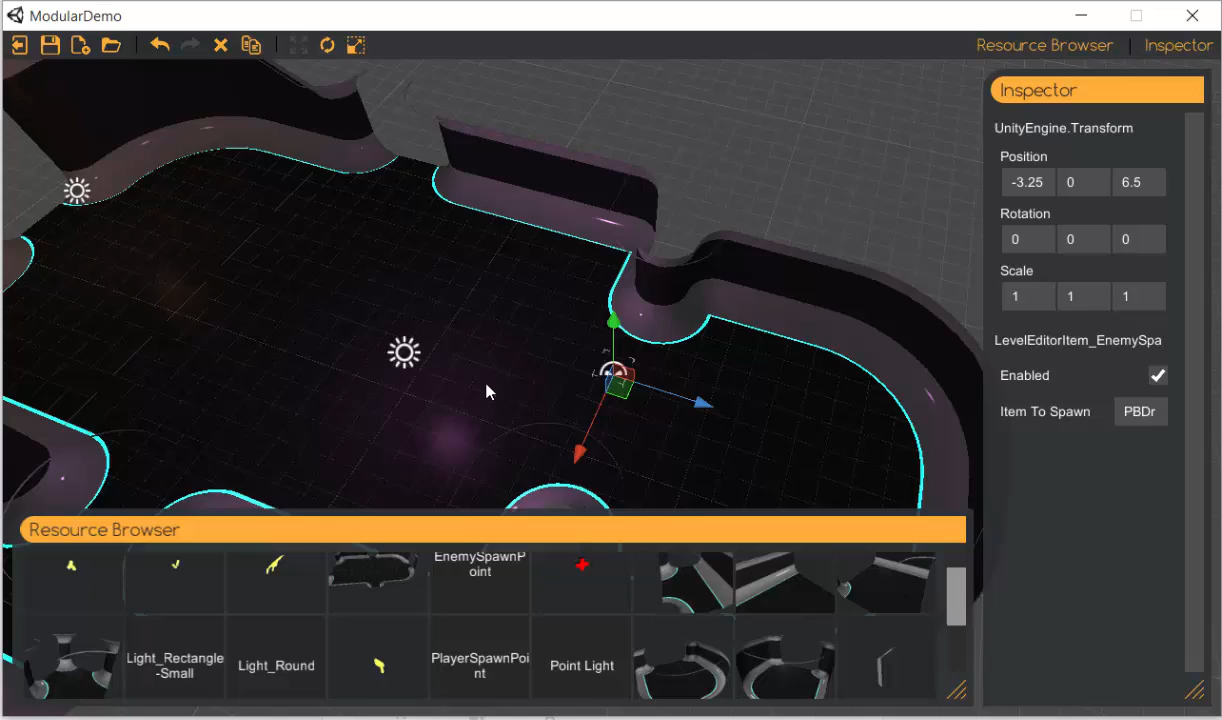 ModularDemo
Resource Browser
Inspector
Inspector
UnityEngine.Transform
Position
-3.25 0 6.5
Rotation
0 0 0
Scale
1 1 1
LevelEditorItem_EnemySpa
Enabled
Item To Spawn PBDr
Resource Browser
EnemySpawnP
oint
Light_Rectangle
-Small
Light_Round
PlayerSpawnPoi
nt
Point Light